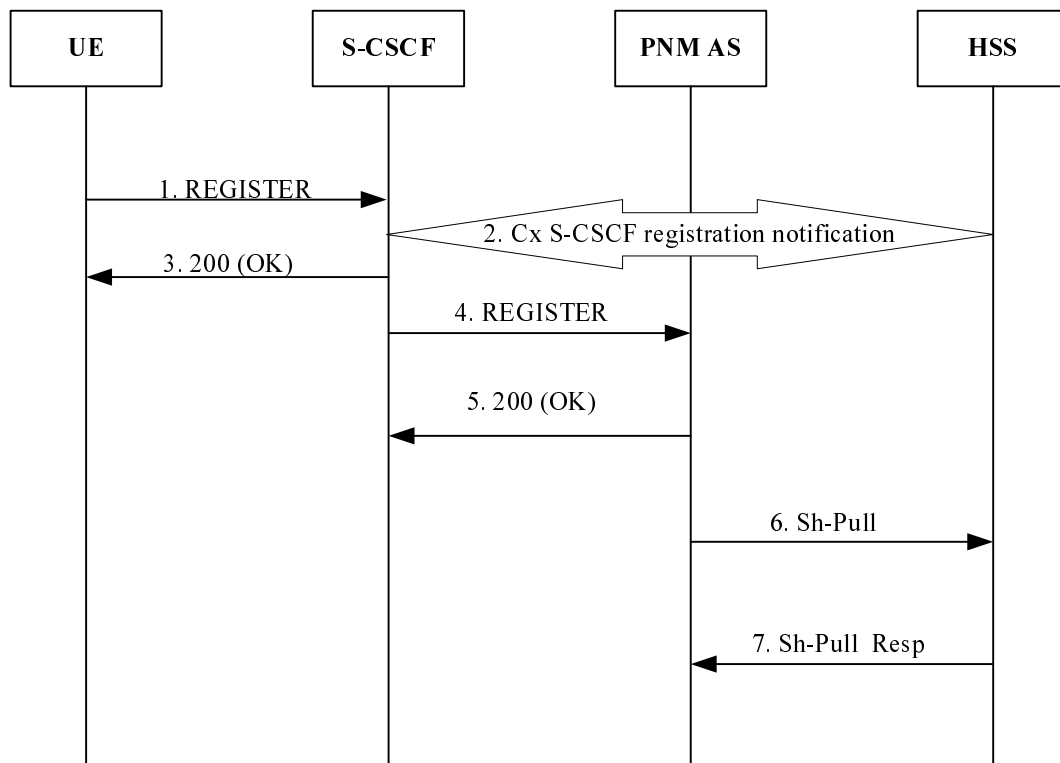 UE
S-CSCF
PNM AS
HSS
1. REGISTER
2. Cx S-CSCF registration notification
3. 200 (OK)
4. REGISTER
5. 200 (OK)
6. Sh-Pull
7. Sh-Pull Resp